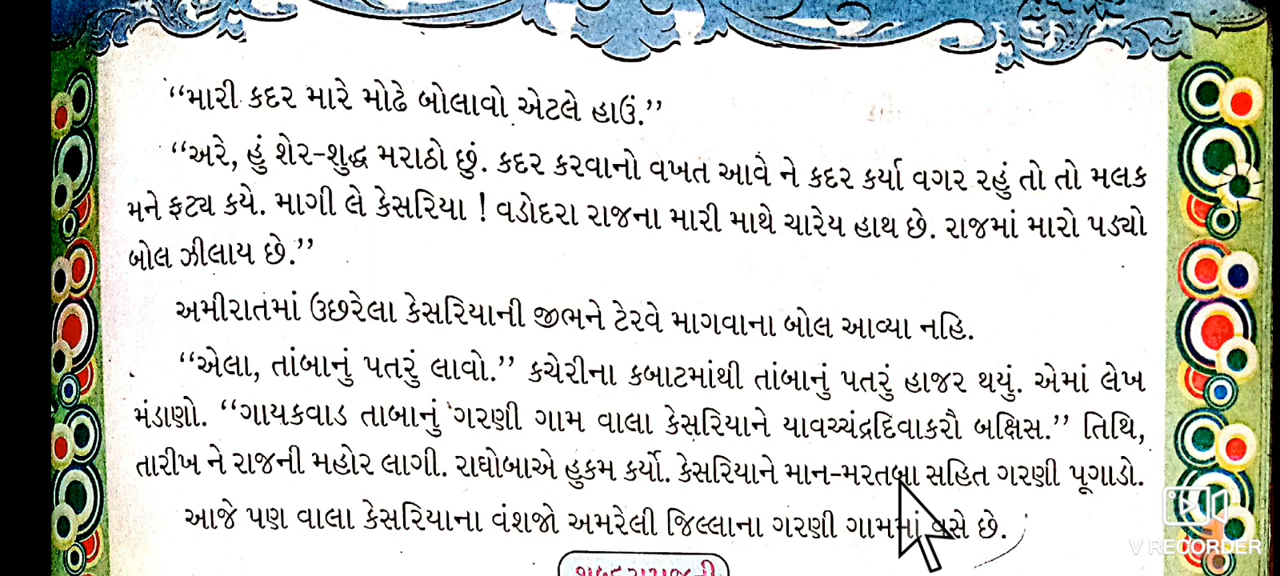 “મારી કદર મારે મોઢે બોલાવો એટલે હાઉં.”
“અરે, હું શેર-શુદ્ધ મરાઠો છું. કદર કરવાનો વખત આવે ને કદર કર્યા વગર રહું તો તો મલક
મને ફટ્ય કયે. માગી લે કેસરિયા ! વડોદરા રાજના મારી માથે ચારેય હાથ છે. રાજમાં મારો પડ્યો
બોલ ઝીલાય છે.”
અમીરાતમાં ઉછરેલા કેસરિયાની જીભને ટેરવે માગવાના બોલ આવ્યા નહિ.
“એલા, તાંબાનું પતરું લાવો.” કચેરીના કબાટમાંથી તાંબાનું પતરું હાજર થયું. એમાં લેખ
મંડાણો. “ગાયકવાડ તાબાનું ગરણી ગામ વાલા કેસરિયાને યાવચ્ચંદ્રદિવાકરૌ બક્ષિસ.” તિથિ,
તારીખ ને રાજની મહોર લાગી. રાઘોબાએ હુકમ કર્યો. કેસરિયાને માન-મરતબા સહિત ગરણી પૂગાડો.
આજે પણ વાલા કેસરિયાના વંશજો અમરેલી જિલ્લાના ગરણી ગામમાં વસે છે.
V RECORDER